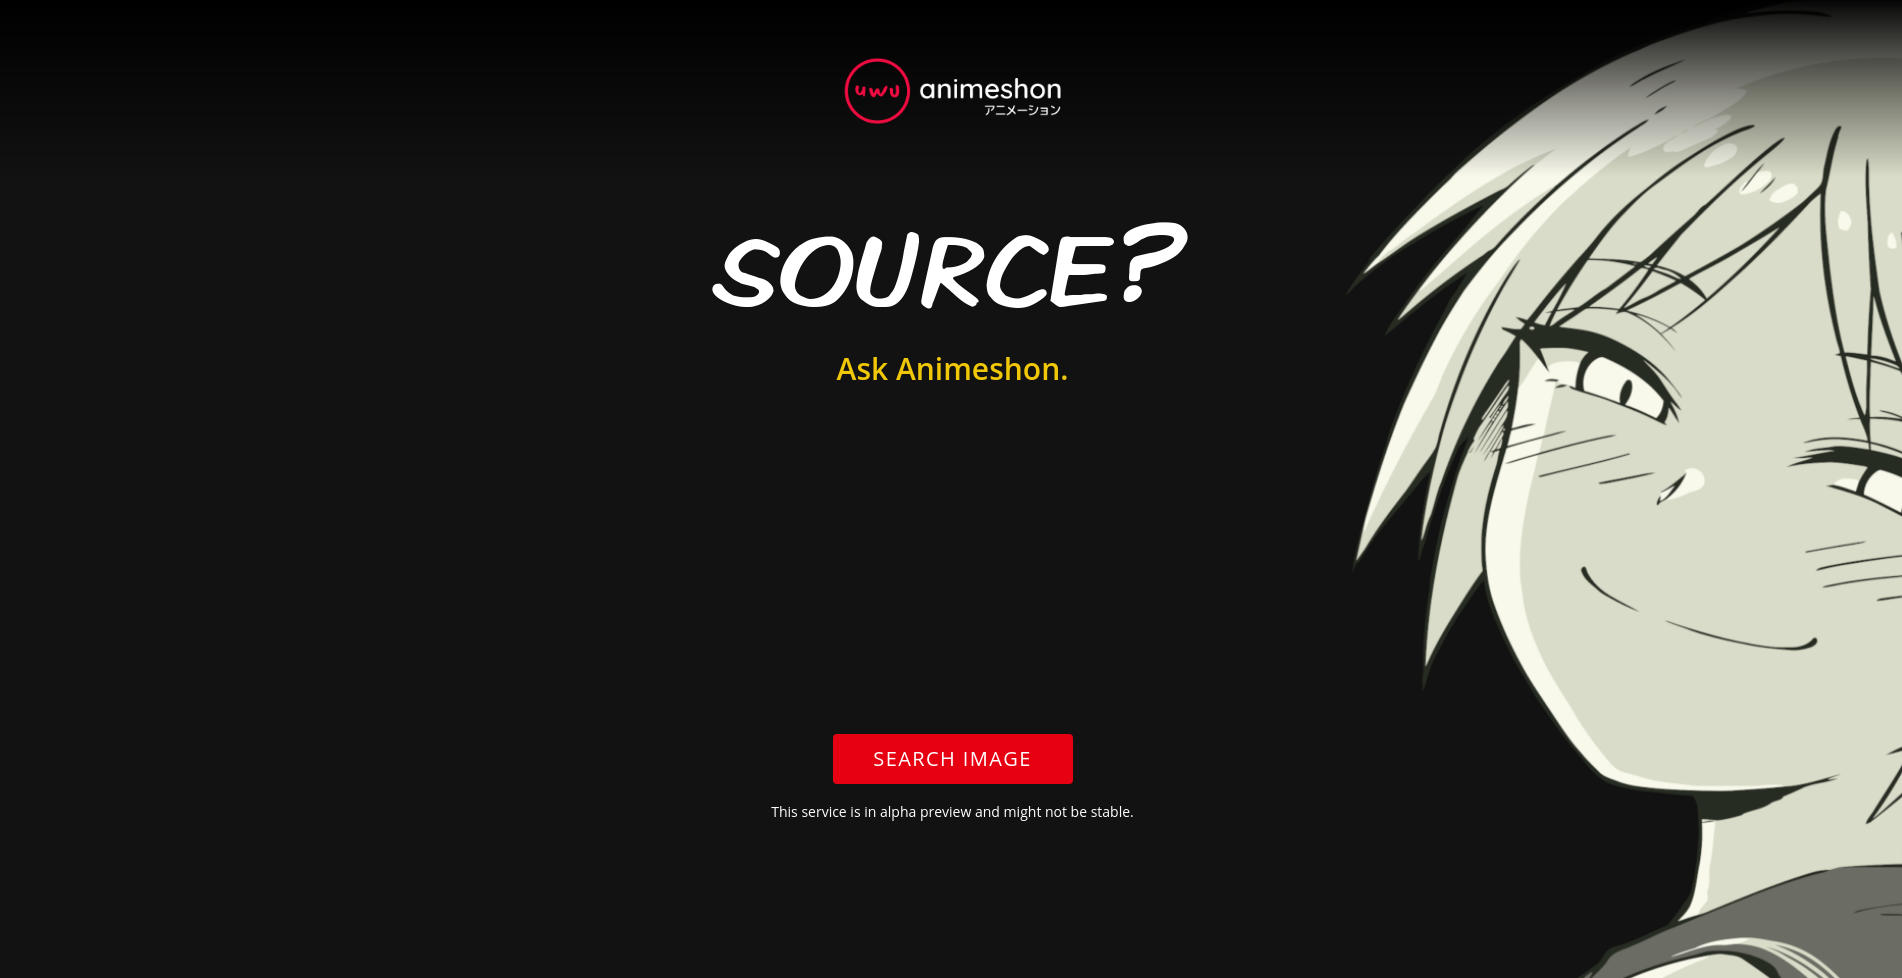 uwu
animeshon
アニメーション
SOURCE?
Ask Animeshon.
SEARCH IMAGE
This service is in alpha preview and might not be stable.